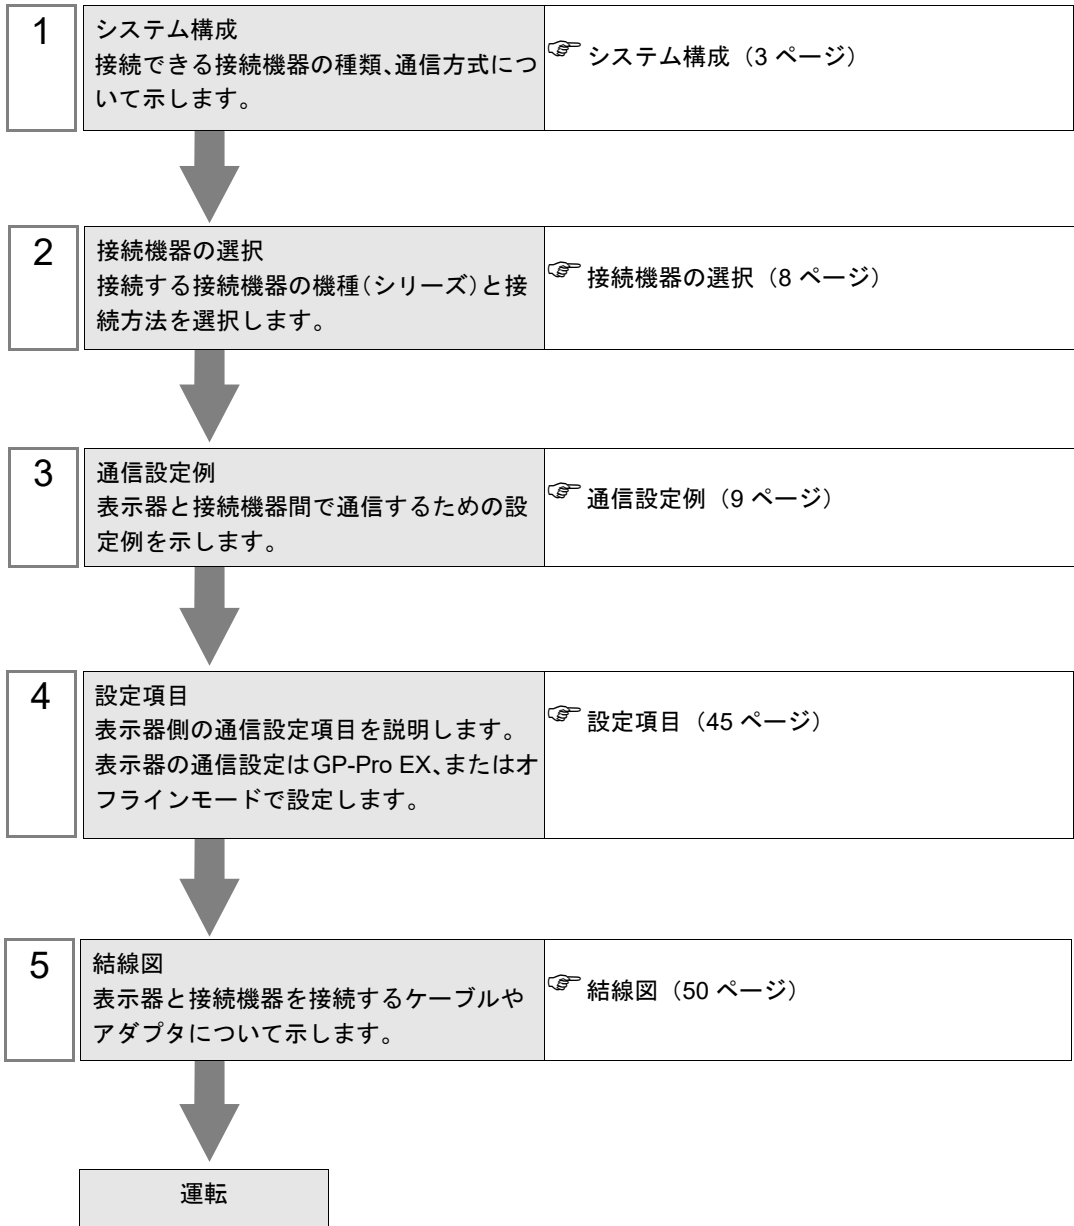 1
システム構成
接続できる接続機器の種類、通信方式につ
いて示します。
☞ システム構成（3 ページ）
2
接続機器の選択
接続する接続機器の機種（シリーズ）と接
続方法を選択します。
☞ 接続機器の選択（8 ページ）
3
通信設定例
表示器と接続機器間で通信するための設
定例を示します。
☞ 通信設定例（9 ページ）
4
設定項目
表示器側の通信設定項目を説明します。
表示器の通信設定はGP-Pro EX、またはオ
フラインモードで設定します。
☞ 設定項目（45 ページ）
5
結線図
表示器と接続機器を接続するケーブルや
アダプタについて示します。
☞ 結線図（50 ページ）
運転